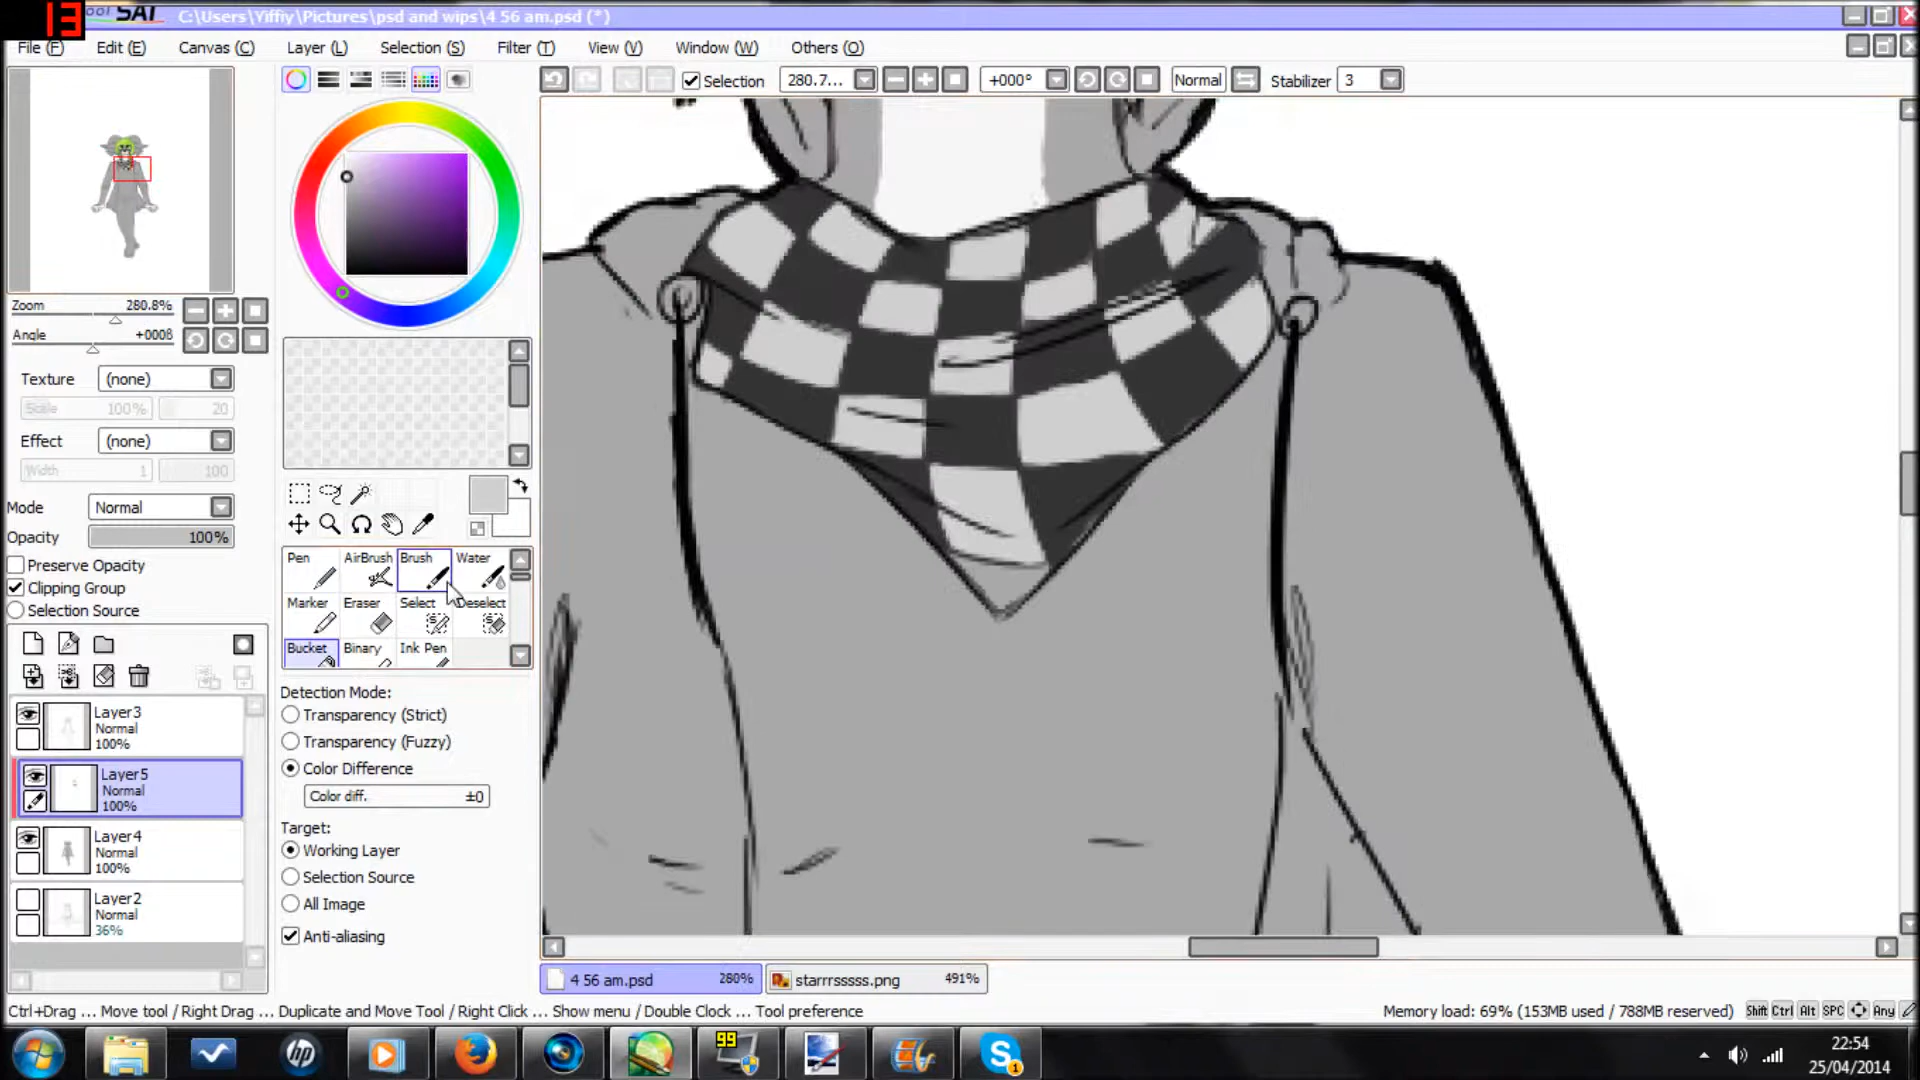 13
ool SAI C:\Users\Yiffiy\Pictures\psd and wips\4 56 am.psd (*)
File (F) Edit (E) Canvas (C) Layer (L) Selection (S) Filter (T) View (V) Window (W) Others (O)
Selection 280.7... +000° Normal Stabilizer 3
Zoom 280.8%
Angle +000ß
Texture (none)
Scale 100% 20
Effect (none)
Width 1 100
Mode Normal
Opacity 100%
Preserve Opacity
Clipping Group
Selection Source
Layer3
Normal
100%
Layer5
Normal
100%
Layer4
Normal
100%
Layer2
Normal
36%
Pen AirBrush Brush Water
Marker Eraser Select Deselect
Bucket Binary Ink Pen
Detection Mode:
Transparency (Strict)
Transparency (Fuzzy)
Color Difference
Color diff. ±0
Target:
Working Layer
Selection Source
All Image
Anti-aliasing
4 56 am.psd 280% starrrsssss.png 491%
Ctrl+Drag ... Move tool / Right Drag ... Duplicate and Move Tool / Right Click ... Show menu / Double Clock ... Tool preference
Memory load: 69% (153MB used / 788MB reserved) Shift Ctrl Alt SPC Any
hp 99 S 1
22:54
25/04/2014